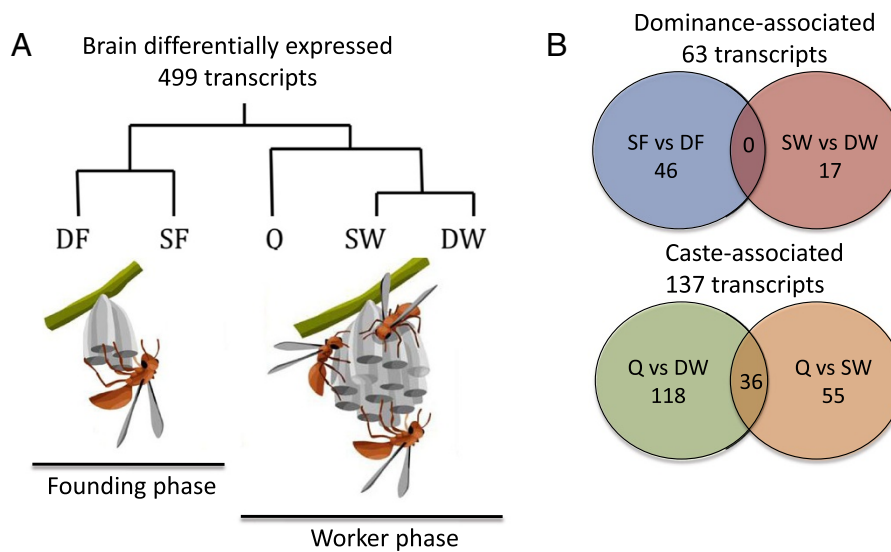 A
Brain differentially expressed
499 transcripts
DF
SF
Q
SW
DW
Founding phase
Worker phase
B
Dominance-associated
63 transcripts
SF vs DF
46
0
SW vs DW
17
Caste-associated
137 transcripts
Q vs DW
118
36
Q vs SW
55